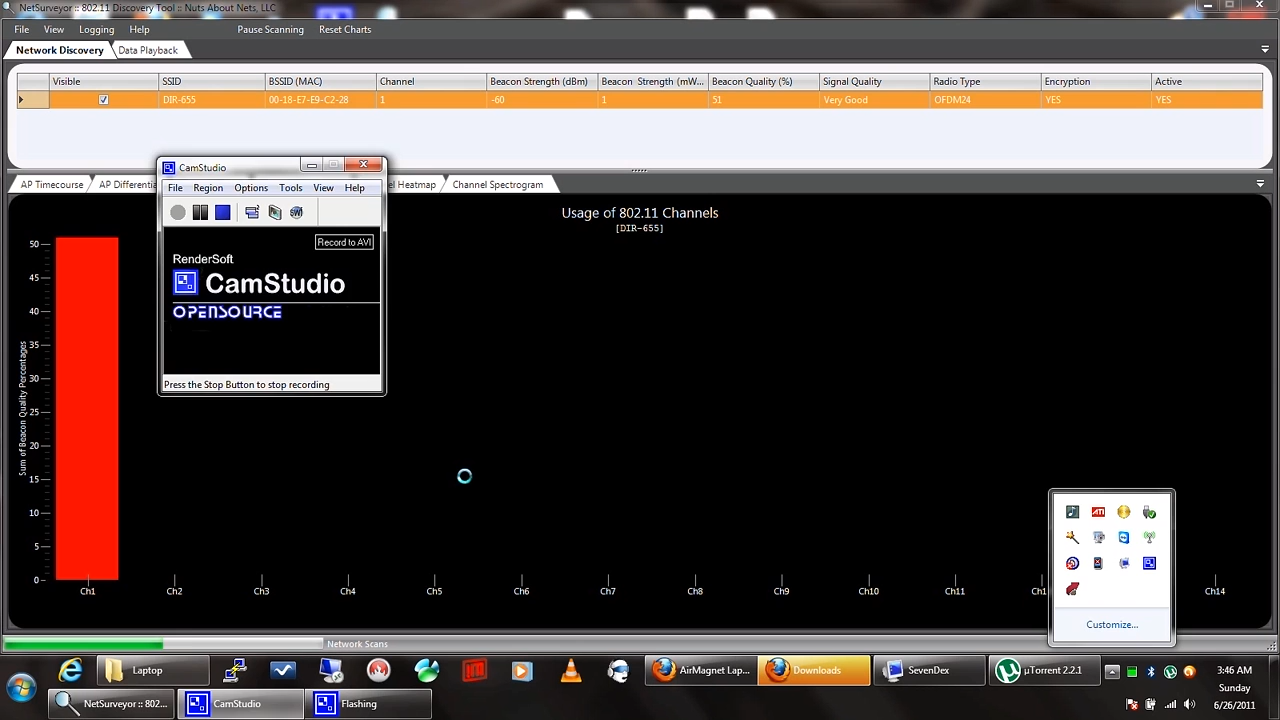 NetSurveyor :: 802.11 Discovery Tool :: Nuts About Nets, LLC
File View Logging Help Pause Scanning Reset Charts
Network Discovery Data Playback
Visible SSID BSSID (MAC) Channel Beacon Strength (dBm) Beacon Strength (mW... Beacon Quality (%) Signal Quality Radio Type Encryption Active
DIR-655 00-18-E7-E9-C2-28 1 -60 1 51 Very Good OFDM24 YES YES
CamStudio
AP Timecourse AP Differentia Heatmap Channel Spectrogram
File Region Options Tools View Help
Usage of 802.11 Channels
[DIR-655]
Record to AVI
RenderSoft
CamStudio
OPENSOURCE
Press the Stop Button to stop recording
Sum of Beacon Quality Percentages
50
45
40
35
30
25
20
15
10
5
0
Ch1 Ch2 Ch3 Ch4 Ch5 Ch6 Ch7 Ch8 Ch9 Ch10 Ch11 Ch1 Ch14
ATI
Customize...
Network Scans
Laptop AirMagnet Lap... Downloads SevenDex µTorrent 2.2.1 3:46 AM
Sunday
NetSurveyor :: 802.... CamStudio Flashing 6/26/2011